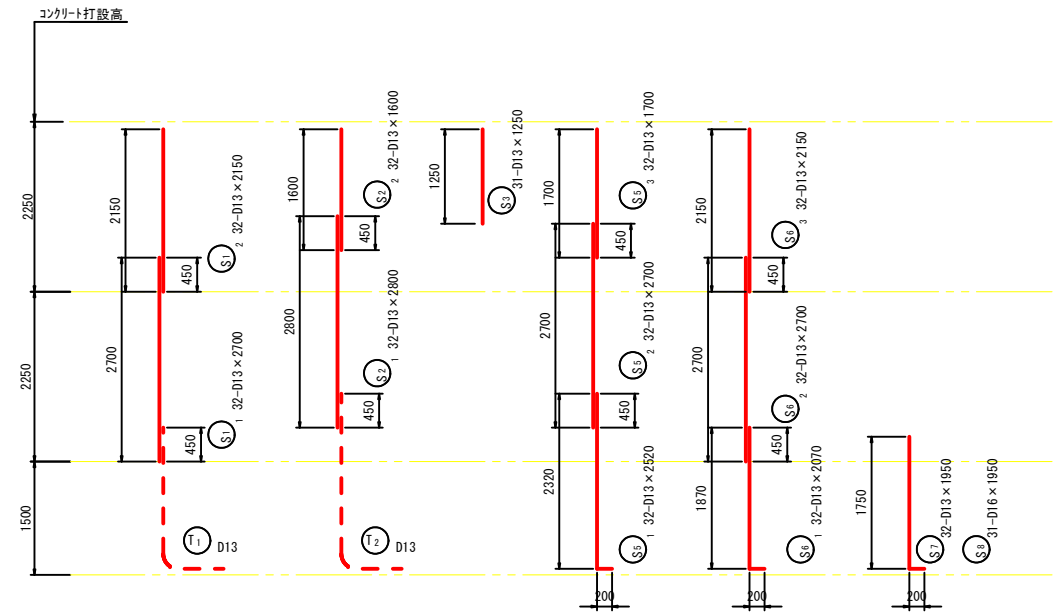 コンクリート打設高
2250
2250
1500
2150
2700
450
450
S1 2 32-D13×2150
S1 1 32-D13×2700
T1 D13
1600
2800
450
450
S2 2 32-D13×1600
S2 1 32-D13×2800
T2 D13
1250
S3 31-D13×1250
1700
2700
2320
450
450
S5 3 32-D13×1700
S5 2 32-D13×2700
S5 1 32-D13×2520
200
2150
2700
1870
450
450
S6 3 32-D13×2150
S6 2 32-D13×2700
S6 1 32-D13×2070
200
1750
S7 32-D13×1950
S8 31-D16×1950
200